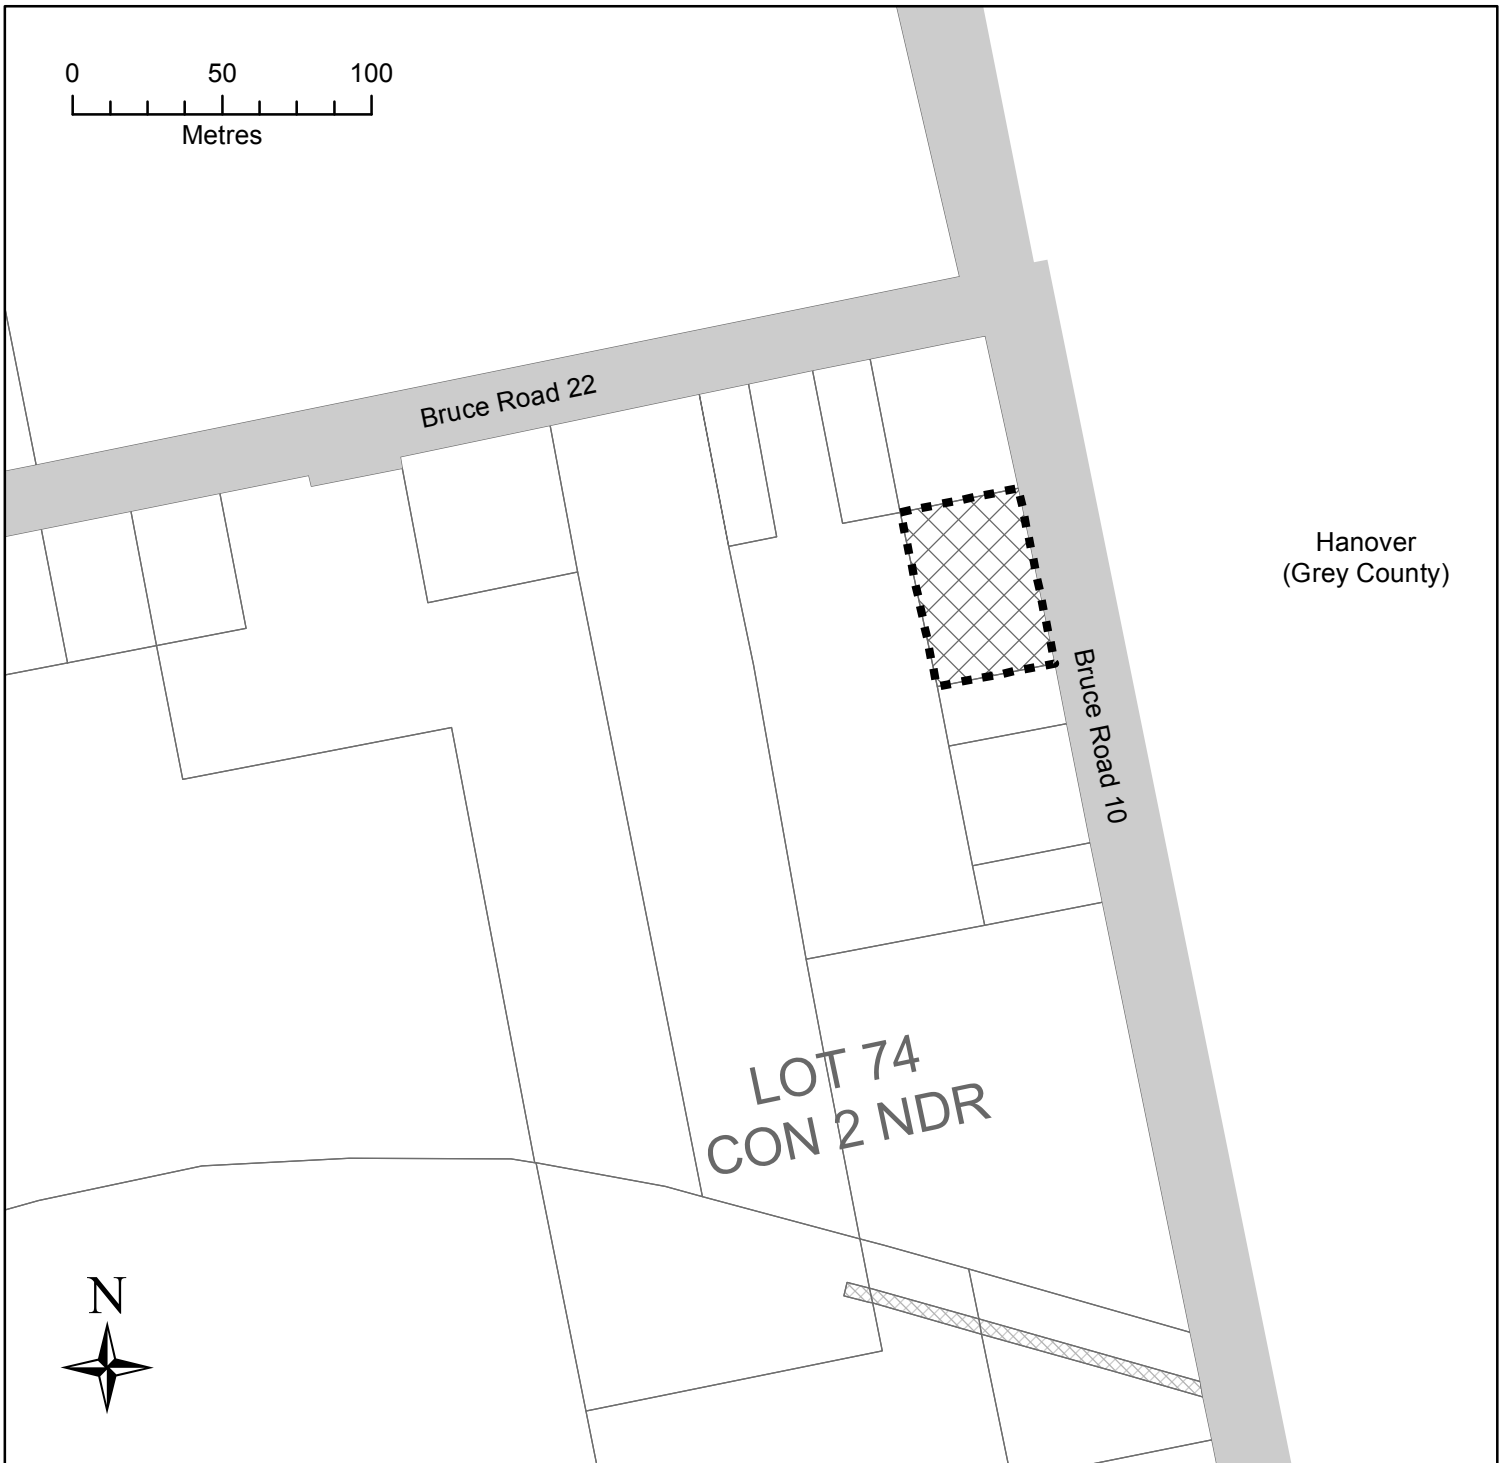 0 50 100
Metres
Bruce Road 22
Hanover
(Grey County)
Bruce Road 10
LOT 74
CON 2 NDR
N